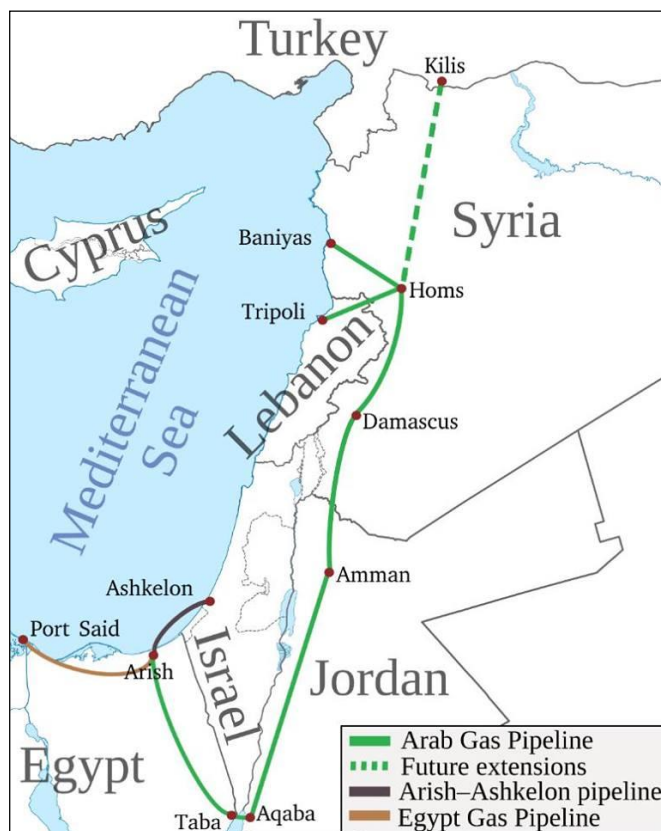 Turkey
Kilis
Cyprus
Syria
Baniyas
Homs
Tripoli
Mediterranean
Sea
Lebanon
Damascus
Ashkelon
Amman
Port Said
Arish
Israel
Jordan
Egypt
Taba
Aqaba
Arab Gas Pipeline
Future extensions
Arish–Ashkelon pipeline
Egypt Gas Pipeline